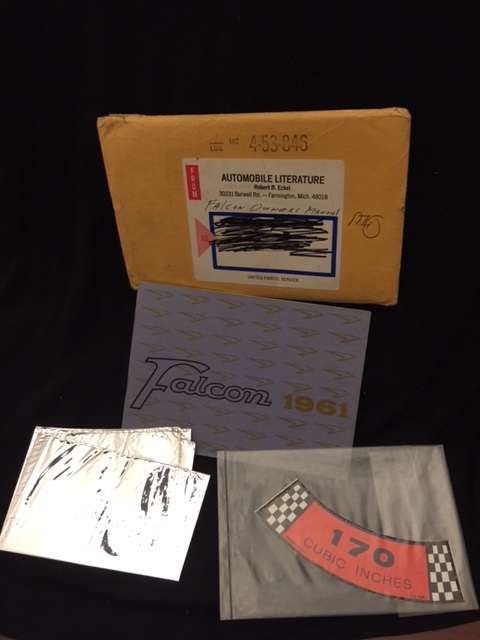 MC 4-53-846
FROM
AUTOMOBILE LITERATURE
Robert B. Eckel
30231 Barwell Rd. — Farmington, Mich. 48018
FALCON OWNERS MANUAL
TO
UNITED PARCEL SERVICE
Falcon 1961
170
CUBIC INCHES